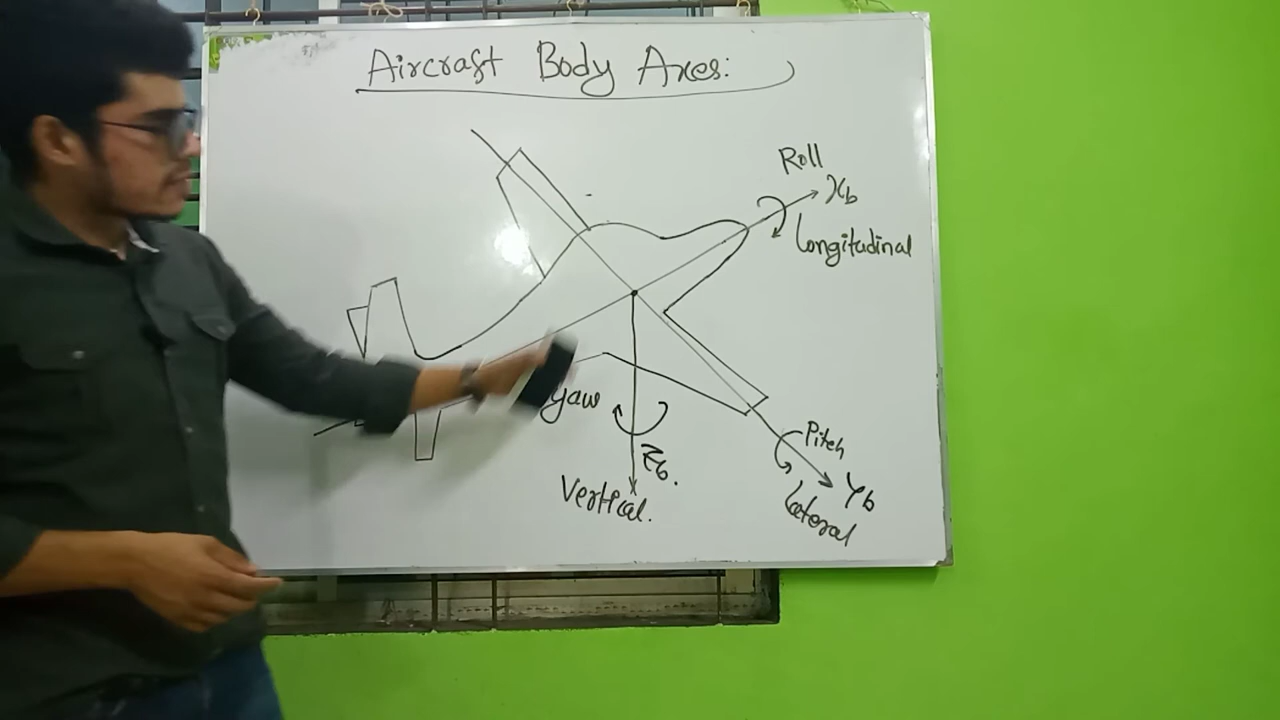 Aircraft Body Axes:
Roll
Xb
Longitudinal
Yaw
Pitch
Zb.
Yb
Vertical.
Lateral